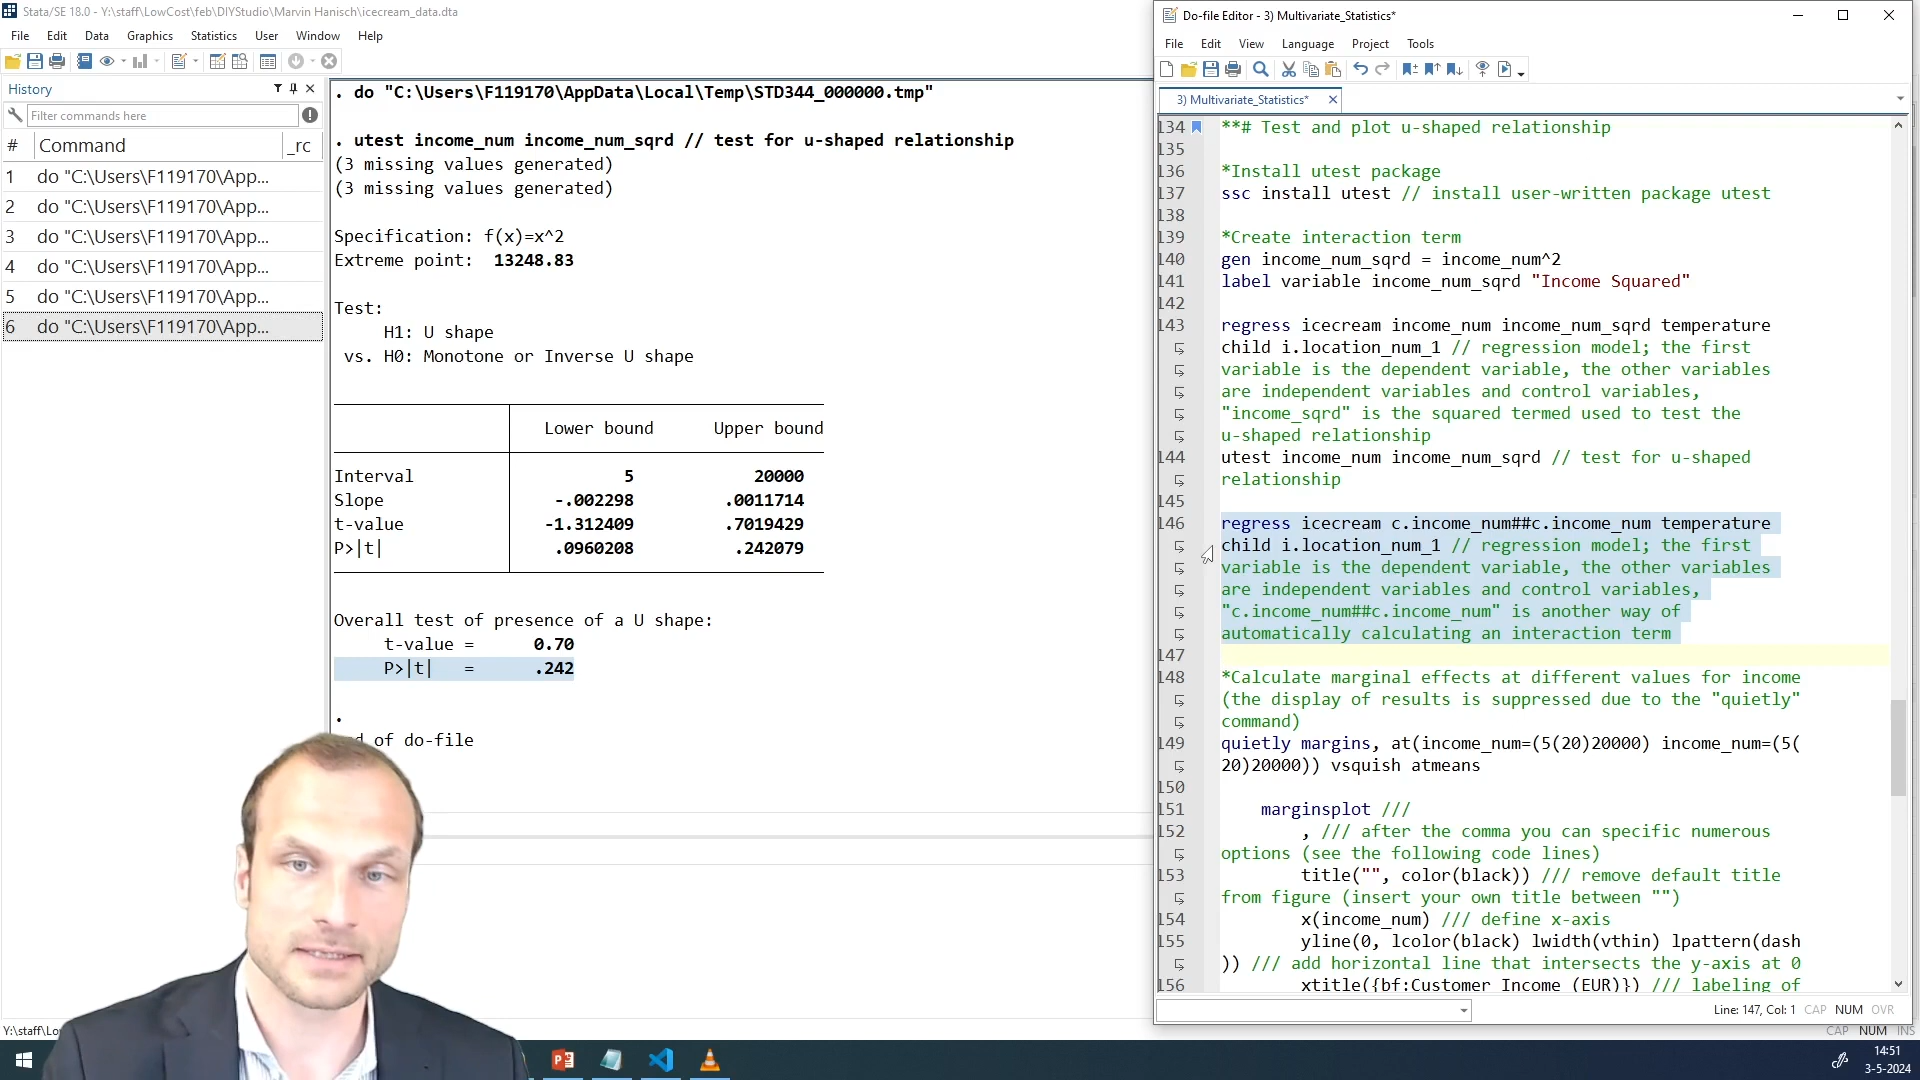 Stata/SE 18.0 - Y:\staff\LowCost\feb\DIYStudio\Marvin Hanisch\icecream_data.dta
File Edit Data Graphics Statistics User Window Help
History
Filter commands here
# Command _rc
1 do "C:\Users\F119170\App...
2 do "C:\Users\F119170\App...
3 do "C:\Users\F119170\App...
4 do "C:\Users\F119170\App...
5 do "C:\Users\F119170\App...
6 do "C:\Users\F119170\App...
. do "C:\Users\F119170\AppData\Local\Temp\STD344_000000.tmp"
. utest income_num income_num_sqrd // test for u-shaped relationship
(3 missing values generated)
(3 missing values generated)
Specification: f(x)=x^2
Extreme point: 13248.83
Test:
H1: U shape
vs. H0: Monotone or Inverse U shape
Lower bound Upper bound
Interval 5 20000
Slope -.002298 .0011714
t-value -1.312409 .7019429
P>|t| .0960208 .242079
Overall test of presence of a U shape:
t-value = 0.70
P>|t| = .242
.
d of do-file
Y:\staff\Lo
Do-file Editor - 3) Multivariate_Statistics*
File Edit View Language Project Tools
3) Multivariate_Statistics*
134 **# Test and plot u-shaped relationship
135
136 *Install utest package
137 ssc install utest // install user-written package utest
138
139 *Create interaction term
140 gen income_num_sqrd = income_num^2
141 label variable income_num_sqrd "Income Squared"
142
143 regress icecream income_num income_num_sqrd temperature
child i.location_num_1 // regression model; the first
variable is the dependent variable, the other variables
are independent variables and control variables,
"income_sqrd" is the squared termed used to test the
u-shaped relationship
144 utest income_num income_num_sqrd // test for u-shaped
relationship
145
146 regress icecream c.income_num##c.income_num temperature
child i.location_num_1 // regression model; the first
variable is the dependent variable, the other variables
are independent variables and control variables,
"c.income_num##c.income_num" is another way of
automatically calculating an interaction term
147
148 *Calculate marginal effects at different values for income
(the display of results is suppressed due to the "quietly"
command)
149 quietly margins, at(income_num=(5(20)20000) income_num=(5(
20)20000)) vsquish atmeans
150
151 marginsplot ///
152 , /// after the comma you can specific numerous
options (see the following code lines)
153 title("", color(black)) /// remove default title
from figure (insert your own title between "")
154 x(income_num) /// define x-axis
155 yline(0, lcolor(black) lwidth(vthin) lpattern(dash
)) /// add horizontal line that intersects the y-axis at 0
156 xtitle({bf:Customer Income (EUR)}) /// labeling of
Line: 147, Col: 1 CAP NUM OVR
CAP NUM INS
14:51
3-5-2024